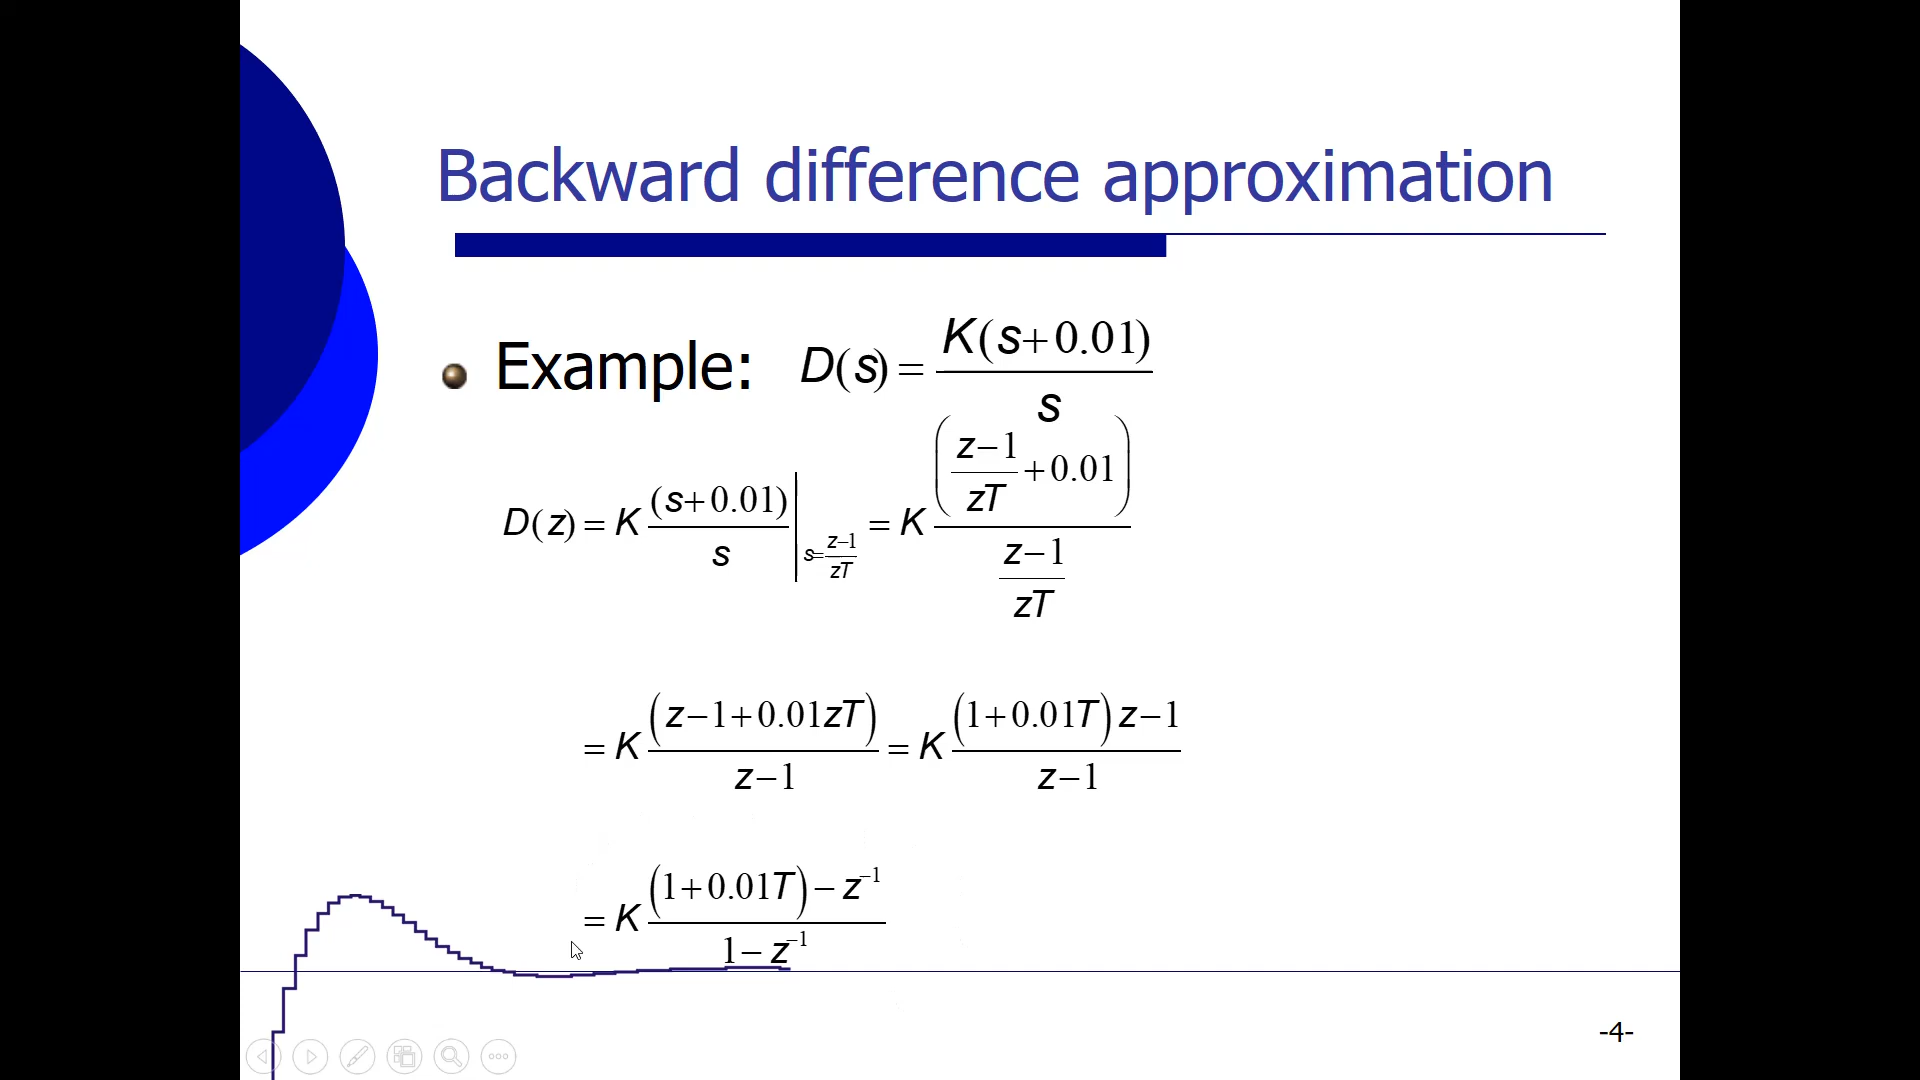 Backward difference approximation
Example: D(s) = K(s+0.01) / s
D(z) = K (s+0.01) / s |s=z−1/zT = K (z−1/zT + 0.01) / (z−1/zT)
= K (z−1+0.01zT) / (z−1) = K ((1+0.01T)z−1) / (z−1)
= K ((1+0.01T)−z⁻¹) / (1−z⁻¹)
-4-